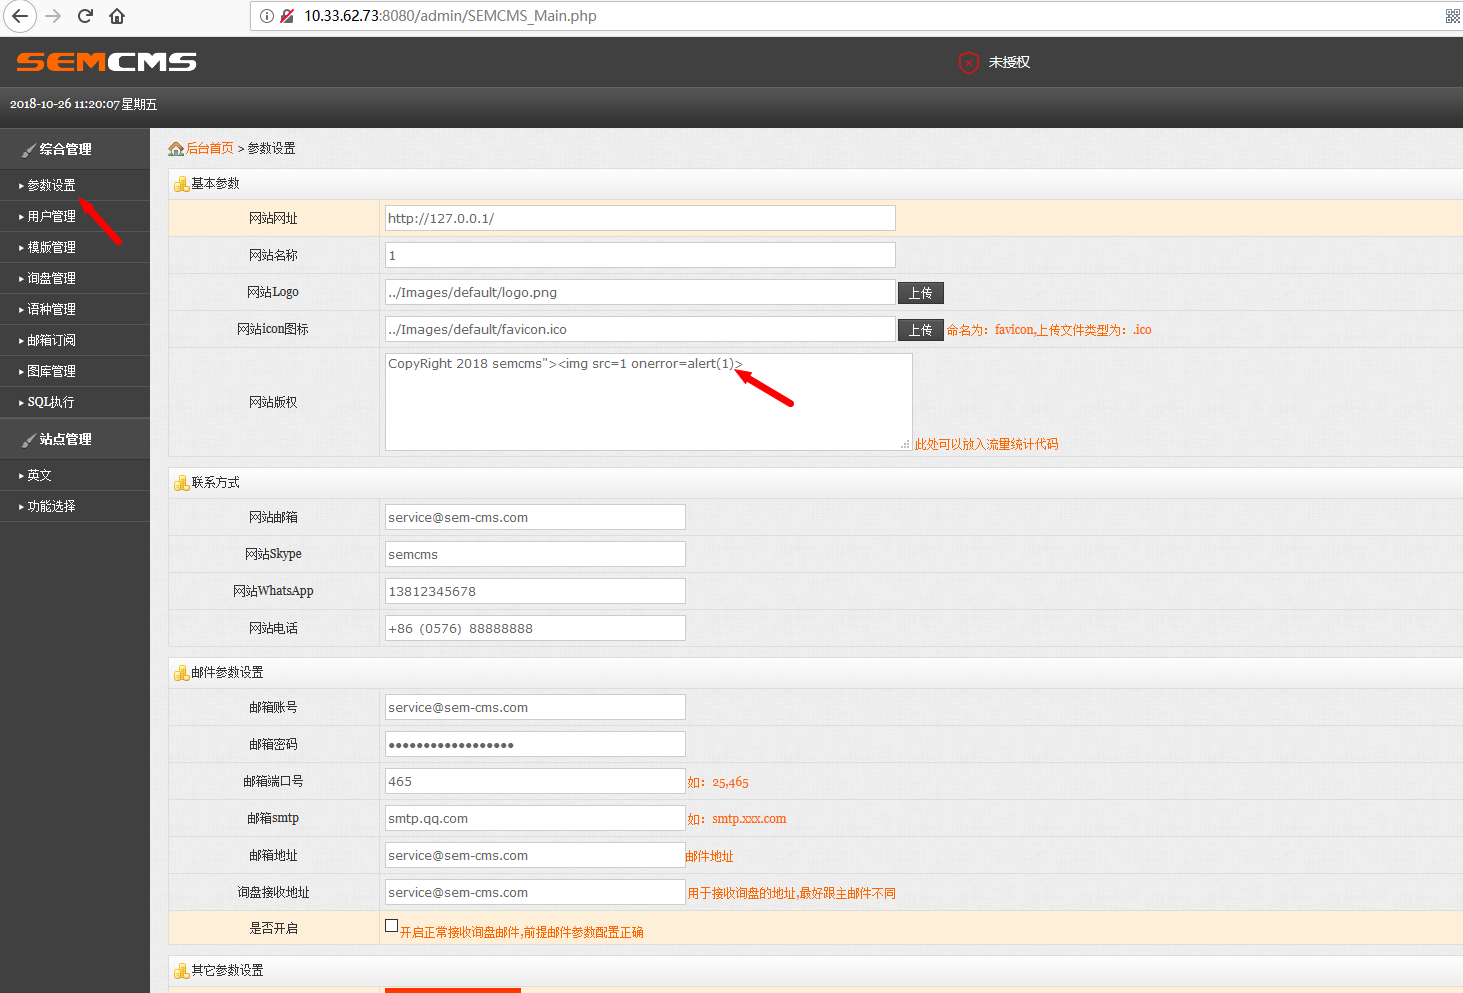 10.33.62.73:8080/admin/SEMCMS_Main.php
SEMCMS
未授权
2018-10-26 11:20:07 星期五
综合管理
参数设置
用户管理
模版管理
询盘管理
语种管理
邮箱订阅
图库管理
SQL执行
站点管理
英文
功能选择
后台首页 > 参数设置
基本参数
网站网址 http://127.0.0.1/
网站名称 1
网站Logo ../Images/default/logo.png 上传
网站icon图标 ../Images/default/favicon.ico 上传 命名为：favicon,上传文件类型为：.ico
网站版权 CopyRight 2018 semcms"><img src=1 onerror=alert(1)>
此处可以放入流量统计代码
联系方式
网站邮箱 service@sem-cms.com
网站Skype semcms
网站WhatsApp 13812345678
网站电话 +86（0576）88888888
邮件参数设置
邮箱账号 service@sem-cms.com
邮箱密码 ••••••••••••••••••
邮箱端口号 465 如：25,465
邮箱smtp smtp.qq.com 如：smtp.xxx.com
邮箱地址 service@sem-cms.com 邮件地址
询盘接收地址 service@sem-cms.com 用于接收询盘的地址,最好跟主邮件不同
是否开启 开启正常接收询盘邮件,前提邮件参数配置正确
其它参数设置